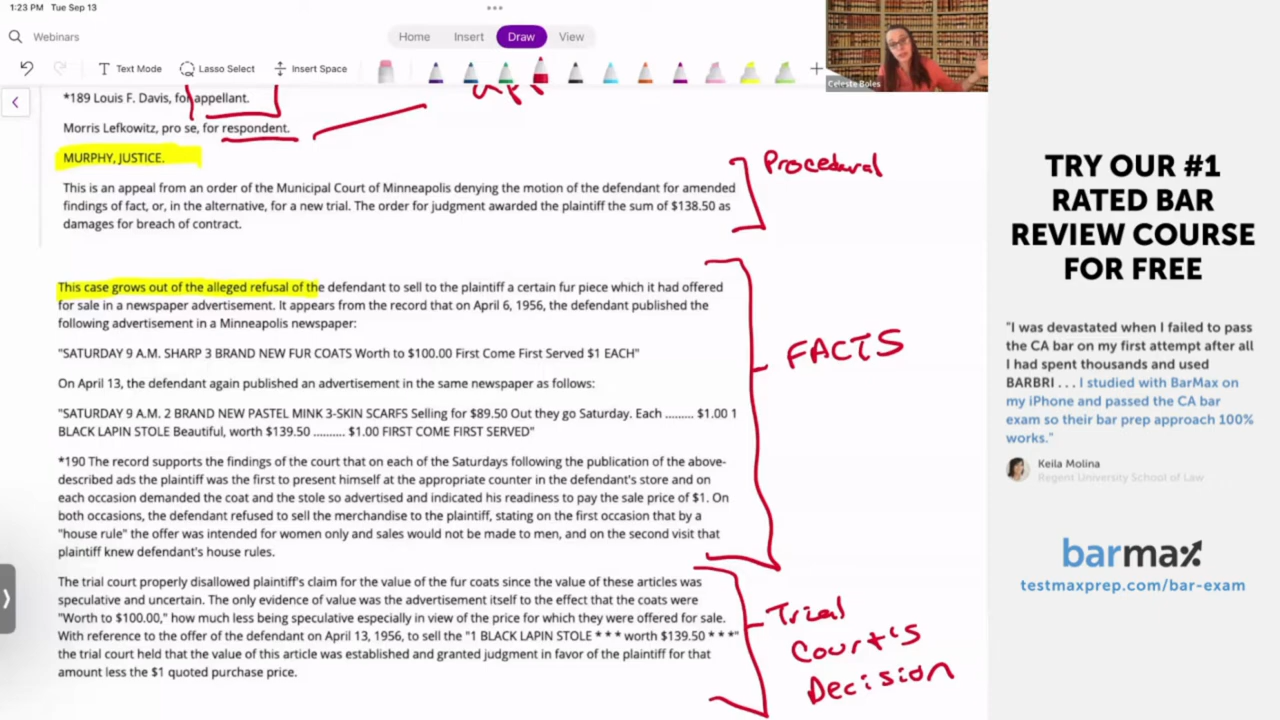 1:23 PM Tue Sep 13
Webinars
Home Insert Draw View
Text Mode Lasso Select Insert Space
*189 Louis F. Davis, for appellant.
Morris Lefkowitz, pro se, for respondent.
MURPHY, JUSTICE.
Procedural
This is an appeal from an order of the Municipal Court of Minneapolis denying the motion of the defendant for amended
findings of fact, or, in the alternative, for a new trial. The order for judgment awarded the plaintiff the sum of $138.50 as
damages for breach of contract.
This case grows out of the alleged refusal of the defendant to sell to the plaintiff a certain fur piece which it had offered
for sale in a newspaper advertisement. It appears from the record that on April 6, 1956, the defendant published the
following advertisement in a Minneapolis newspaper:
"SATURDAY 9 A.M. SHARP 3 BRAND NEW FUR COATS Worth to $100.00 First Come First Served $1 EACH"
FACTS
On April 13, the defendant again published an advertisement in the same newspaper as follows:
"SATURDAY 9 A.M. 2 BRAND NEW PASTEL MINK 3-SKIN SCARFS Selling for $89.50 Out they go Saturday. Each ......... $1.00 1
BLACK LAPIN STOLE Beautiful, worth $139.50 .......... $1.00 FIRST COME FIRST SERVED"
*190 The record supports the findings of the court that on each of the Saturdays following the publication of the above-
described ads the plaintiff was the first to present himself at the appropriate counter in the defendant's store and on
each occasion demanded the coat and the stole so advertised and indicated his readiness to pay the sale price of $1. On
both occasions, the defendant refused to sell the merchandise to the plaintiff, stating on the first occasion that by a
"house rule" the offer was intended for women only and sales would not be made to men, and on the second visit that
plaintiff knew defendant's house rules.
The trial court properly disallowed plaintiff's claim for the value of the fur coats since the value of these articles was
speculative and uncertain. The only evidence of value was the advertisement itself to the effect that the coats were
"Worth to $100.00," how much less being speculative especially in view of the price for which they were offered for sale.
With reference to the offer of the defendant on April 13, 1956, to sell the "1 BLACK LAPIN STOLE * * * worth $139.50 * * *"
the trial court held that the value of this article was established and granted judgment in favor of the plaintiff for that
amount less the $1 quoted purchase price.
Trial
Court's
Decision
Celeste Boles
TRY OUR #1
RATED BAR
REVIEW COURSE
FOR FREE
"I was devastated when I failed to pass
the CA bar on my first attempt after all
I had spent thousands and used
BARBRI . . . I studied with BarMax on
my iPhone and passed the CA bar
exam so their bar prep approach 100%
works."
Keila Molina
Regent University School of Law
barmax
testmaxprep.com/bar-exam